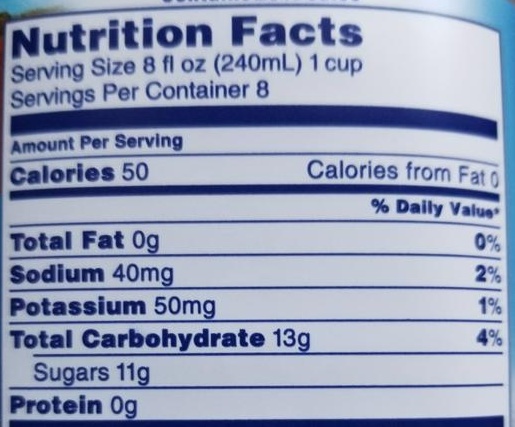 Nutrition Facts
Serving Size 8 fl oz (240mL) 1 cup
Servings Per Container 8
Amount Per Serving
Calories 50 Calories from Fat 0
% Daily Value*
Total Fat 0g 0%
Sodium 40mg 2%
Potassium 50mg 1%
Total Carbohydrate 13g 4%
Sugars 11g
Protein 0g